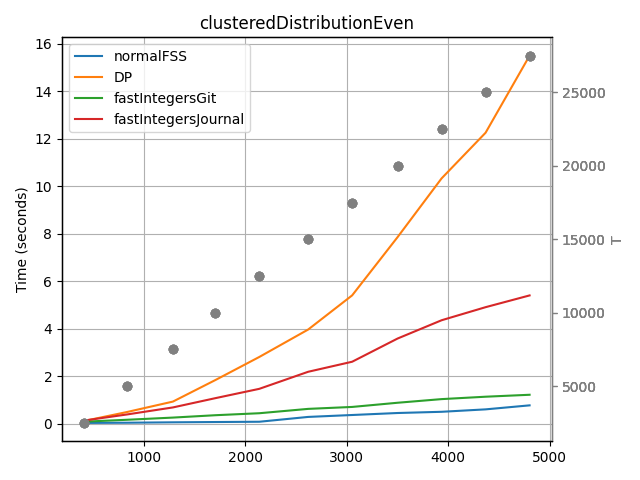 clusteredDistributionEven
normalFSS
DP
fastIntegersGit
fastIntegersJournal
Time (seconds)
16
14
12
10
8
6
4
2
0
25000
20000
15000
10000
5000
T
1000
2000
3000
4000
5000